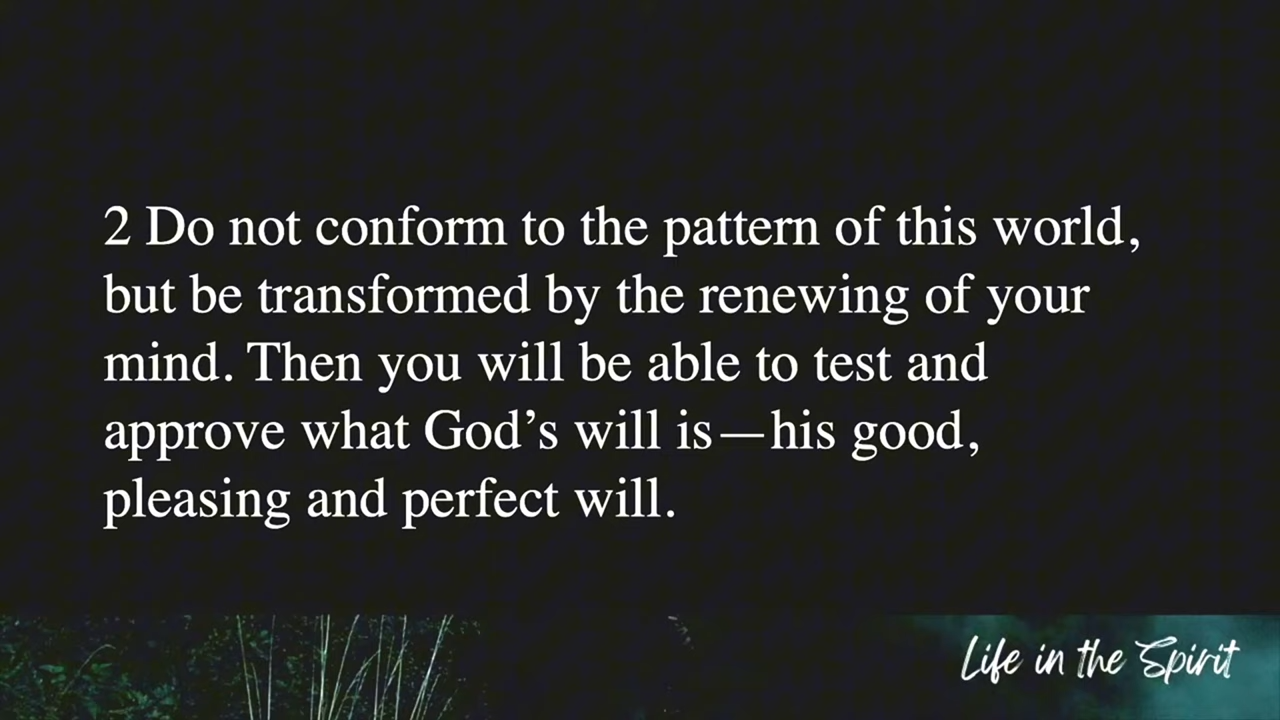 2 Do not conform to the pattern of this world,
but be transformed by the renewing of your
mind. Then you will be able to test and
approve what God’s will is—his good,
pleasing and perfect will.
Life in the Spirit